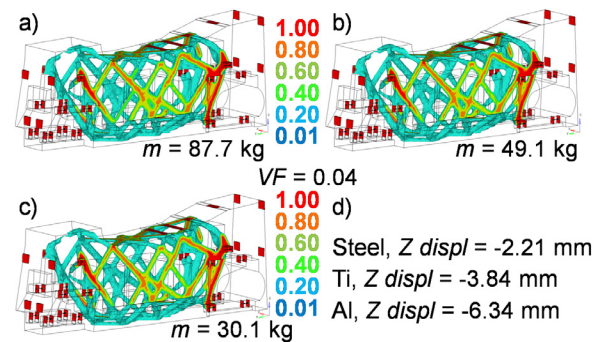 a)
1.00
0.80
0.60
0.40
0.20
0.01
m = 87.7 kg
b)
m = 49.1 kg
VF = 0.04
c)
1.00
0.80
0.60
0.40
0.20
0.01
m = 30.1 kg
d)
Steel, Z displ = -2.21 mm
Ti, Z displ = -3.84 mm
Al, Z displ = -6.34 mm